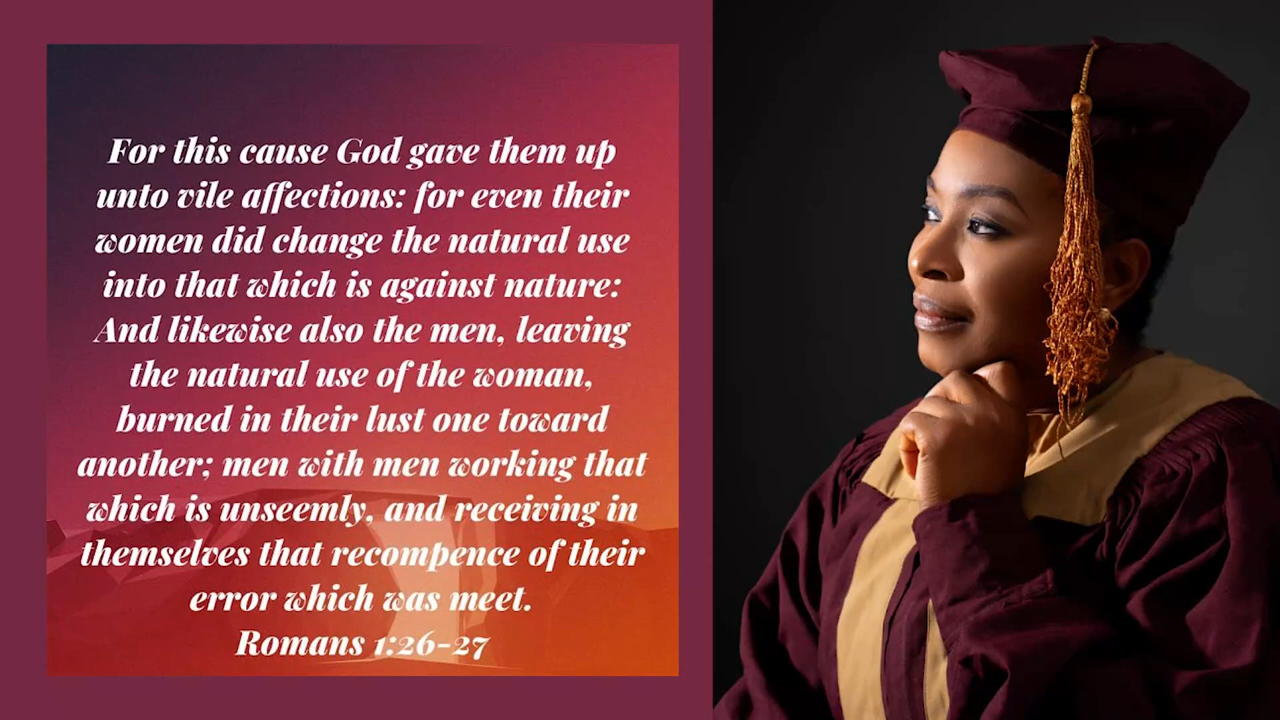 For this cause God gave them up
unto vile affections: for even their
women did change the natural use
into that which is against nature:
And likewise also the men, leaving
the natural use of the woman,
burned in their lust one toward
another; men with men working that
which is unseemly, and receiving in
themselves that recompence of their
error which was meet.
Romans 1:26-27